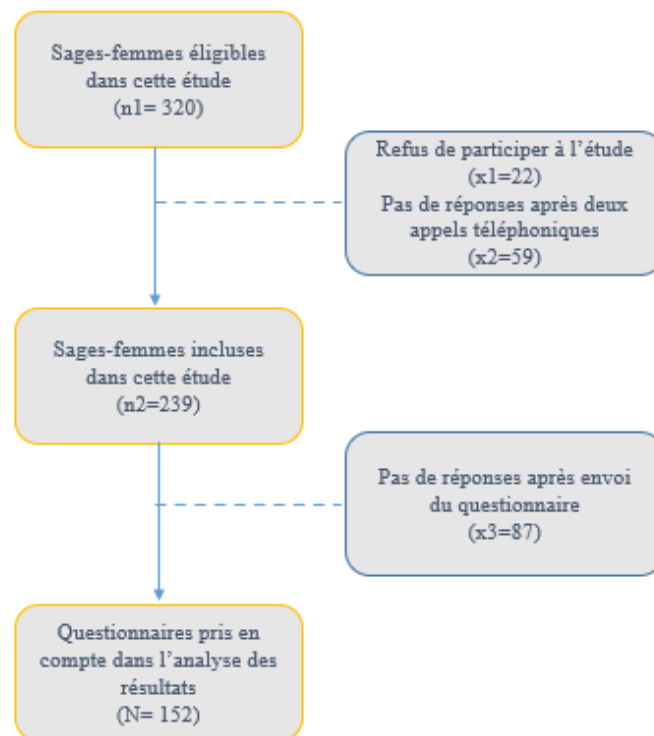 Sages-femmes éligibles
dans cette étude
(n1= 320)
Refus de participer à l’étude
(x1=22)
Pas de réponses après deux
appels téléphoniques
(x2=59)
Sages-femmes incluses
dans cette étude
(n2=239)
Pas de réponses après envoi
du questionnaire
(x3=87)
Questionnaires pris en
compte dans l’analyse des
résultats
(N= 152)